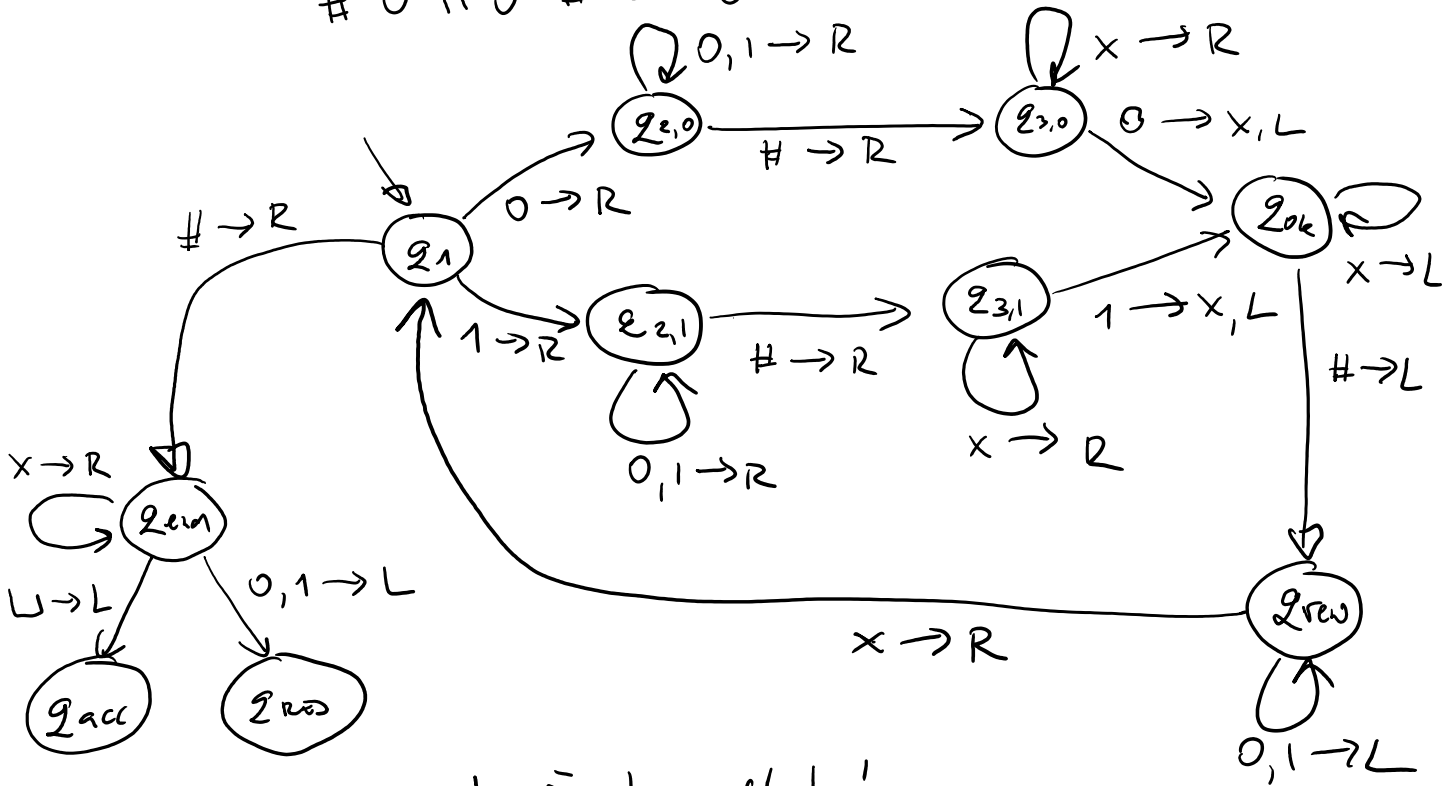 0,1 → R
x → R
q2,0
# → R
q3,0
0 → x, L
# → R
q1
0 → R
qok
x → L
1 → R
q2,1
# → R
q3,1
1 → x, L
# → L
0,1 → R
x → R
x → R
⊔ → L
0,1 → L
x → R
qrew
qacc
0,1 → L